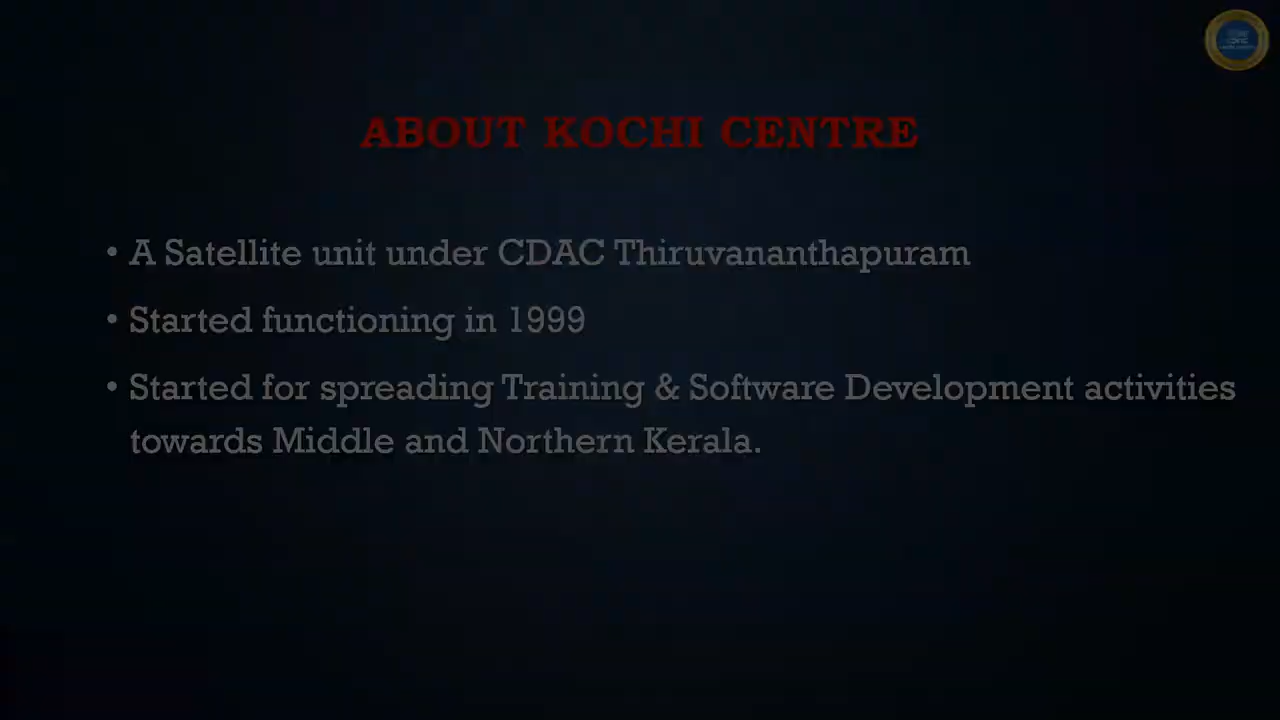 ABOUT KOCHI CENTRE
• A Satellite unit under CDAC Thiruvananthapuram
• Started functioning in 1999
• Started for spreading Training & Software Development activities
towards Middle and Northern Kerala.